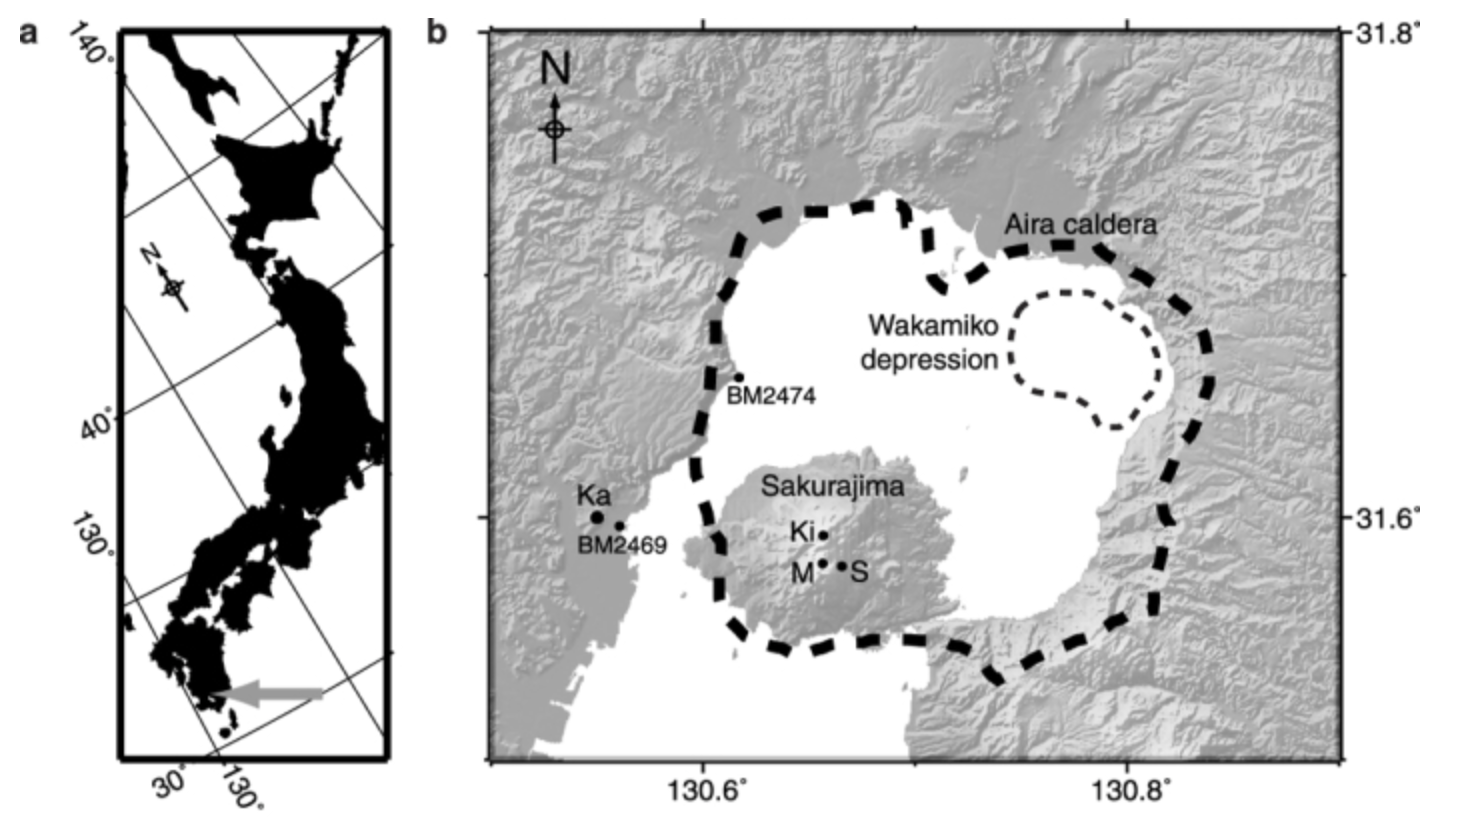 a
140°
N
40°
130°
30°
130°
b
31.8°
N
Aira caldera
Wakamiko
depression
BM2474
Sakurajima
Ka
BM2469
Ki
M
S
31.6°
130.6°
130.8°